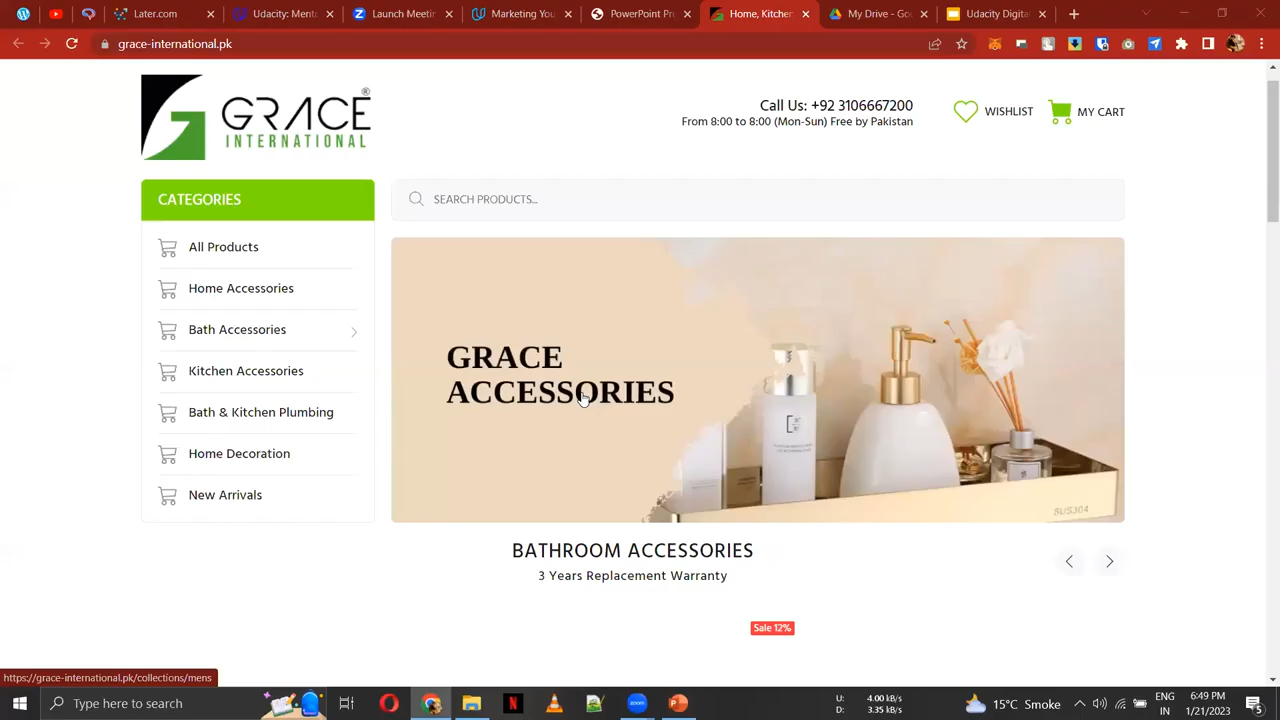 Later.com
Udacity: Ment
Launch Meetin
Marketing You
PowerPoint Pr
Home, Kitchen
My Drive - Goo
Udacity Digita
grace-international.pk
GRACE
INTERNATIONAL
®
Call Us: +92 3106667200
From 8:00 to 8:00 (Mon-Sun) Free by Pakistan
WISHLIST
MY CART
CATEGORIES
SEARCH PRODUCTS...
All Products
Home Accessories
Bath Accessories
Kitchen Accessories
Bath & Kitchen Plumbing
Home Decoration
New Arrivals
GRACE
ACCESSORIES
SUS304
BATHROOM ACCESSORIES
3 Years Replacement Warranty
Sale 12%
https://grace-international.pk/collections/mens
Type here to search
U: 4.00 kB/s
D: 3.35 kB/s
15°C Smoke
ENG
IN
6:49 PM
1/21/2023
5